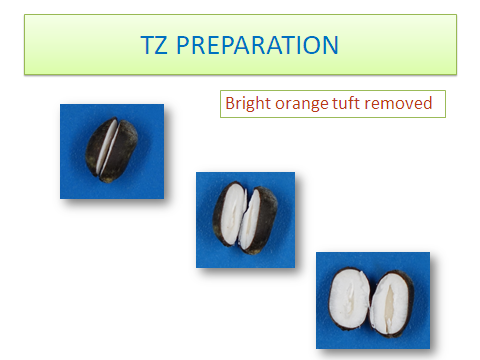 TZ PREPARATION
Bright orange tuft removed